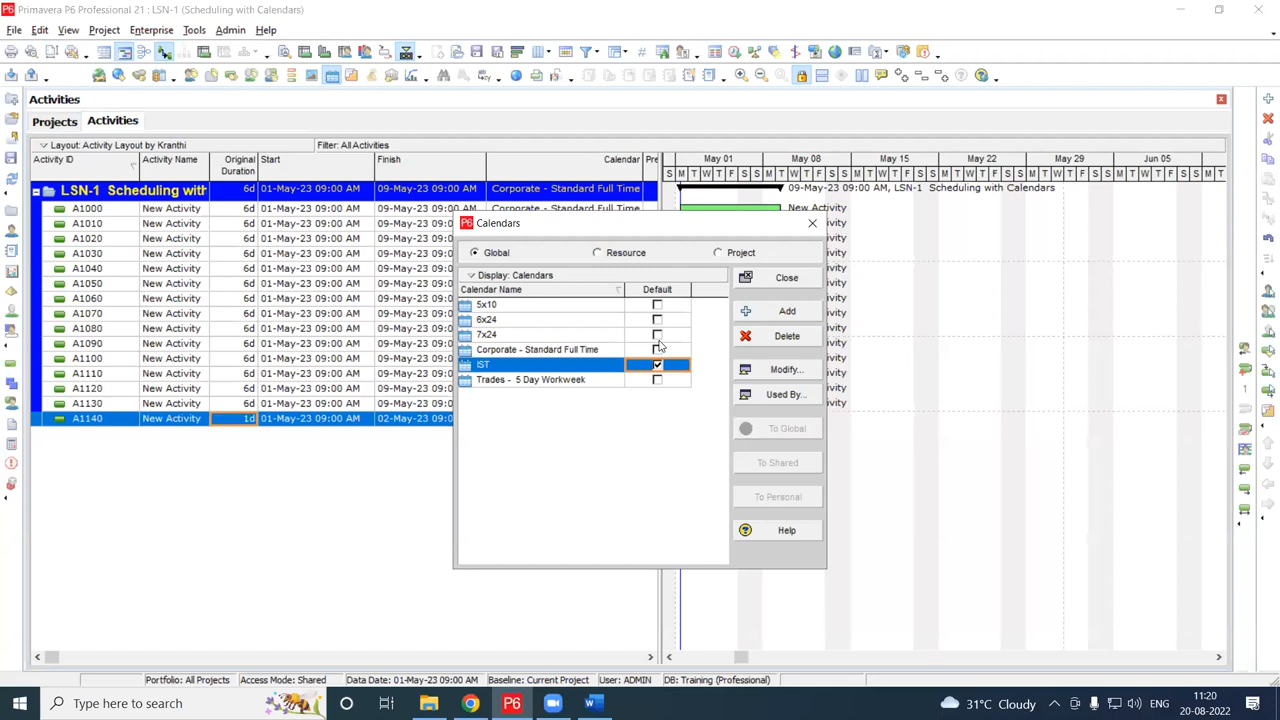 Primavera P6 Professional 21 : LSN-1 (Scheduling with Calendars)
File Edit View Project Enterprise Tools Admin Help
Activities
Projects Activities
Layout: Activity Layout by Kranthi Filter: All Activities
Activity ID Activity Name Original Duration Start Finish Calendar Pre
May 01 May 08 May 15 May 22 May 29 Jun 05
S M T W T F S S M T W T F S S M T W T F S S M T W T F S S M T W T F S S M T W T F S S M T
LSN-1 Scheduling with 6d 01-May-23 09:00 AM 09-May-23 09:00 AM Corporate - Standard Full Time 09-May-23 09:00 AM, LSN-1 Scheduling with Calendars
A1000 New Activity 6d 01-May-23 09:00 AM 09-May-23 09:00 AM Corporate - Standard Full Time New Activity
A1010 New Activity 6d 01-May-23 09:00 AM
A1020 New Activity 6d 01-May-23 09:00 AM
A1030 New Activity 6d 01-May-23 09:00 AM
A1040 New Activity 6d 01-May-23 09:00 AM
A1050 New Activity 6d 01-May-23 09:00 AM
A1060 New Activity 6d 01-May-23 09:00 AM
A1070 New Activity 6d 01-May-23 09:00 AM
A1080 New Activity 6d 01-May-23 09:00 AM
A1090 New Activity 6d 01-May-23 09:00 AM
A1100 New Activity 6d 01-May-23 09:00 AM
A1110 New Activity 6d 01-May-23 09:00 AM
A1120 New Activity 6d 01-May-23 09:00 AM
A1130 New Activity 6d 01-May-23 09:00 AM
A1140 New Activity 1d 01-May-23 09:00 AM
P6 Calendars
Global Resource Project
Display: Calendars
Calendar Name Default
5x10
6x24
7x24
Corporate - Standard Full Time
IST
Trades - 5 Day Workweek
Close
Add
Delete
Modify...
Used By...
To Global
To Shared
To Personal
Help
Portfolio: All Projects Access Mode: Shared Data Date: 01-May-23 09:00 AM Baseline: Current Project User: ADMIN DB: Training (Professional)
Type here to search P6 31°C Cloudy ENG 11:20
20-08-2022